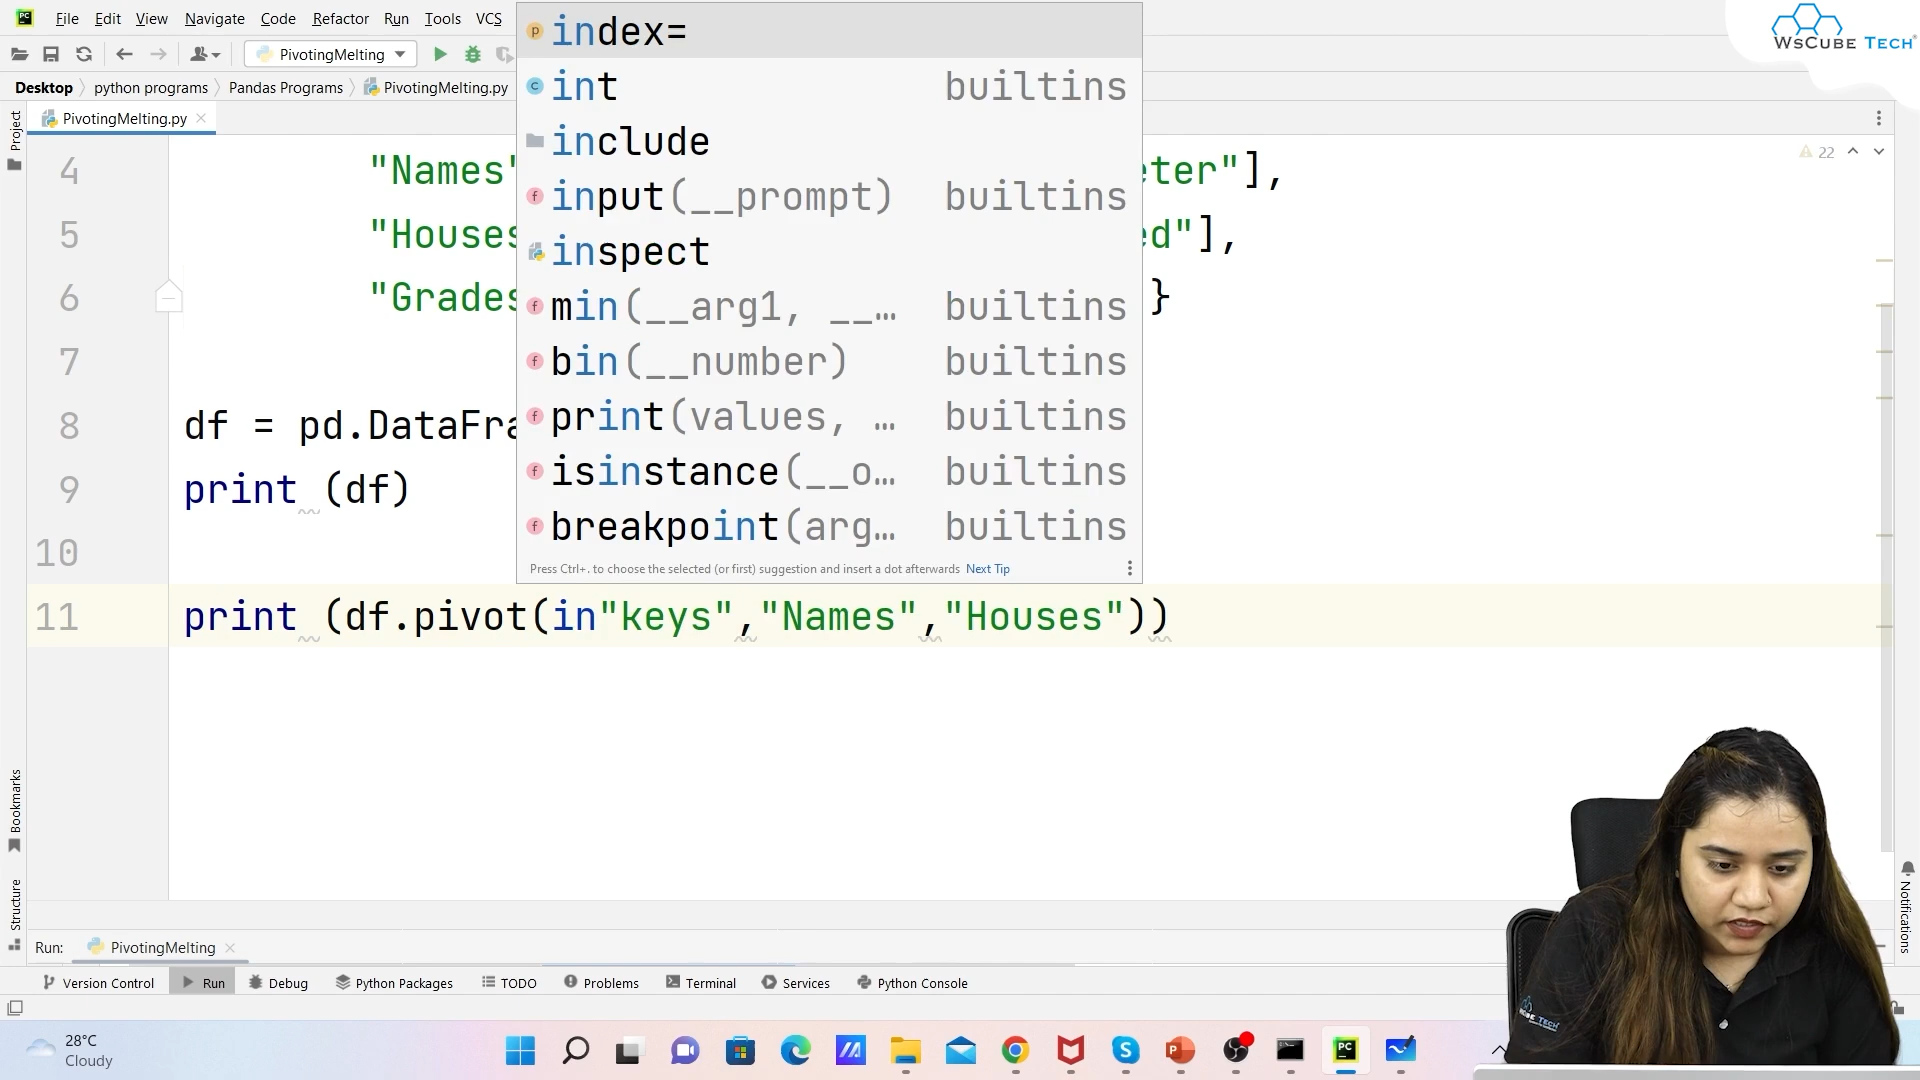 File Edit View Navigate Code Refactor Run Tools VCS
PivotingMelting
WsCube Tech
Desktop python programs Pandas Programs PivotingMelting.py
PivotingMelting.py
Project
22
4 "Names" eter"],
5 "Houses ed"],
6 "Grades }
7
8 df = pd.DataFra
9 print (df)
10
11 print (df.pivot(in"keys","Names","Houses"))
index=
int builtins
include
input(__prompt) builtins
inspect
min(__arg1, __… builtins
bin(__number) builtins
print(values, … builtins
isinstance(__o… builtins
breakpoint(arg… builtins
Press Ctrl+. to choose the selected (or first) suggestion and insert a dot afterwards Next Tip
Bookmarks
Structure
Notifications
Run: PivotingMelting
Version Control Run Debug Python Packages TODO Problems Terminal Services Python Console
28°C
Cloudy